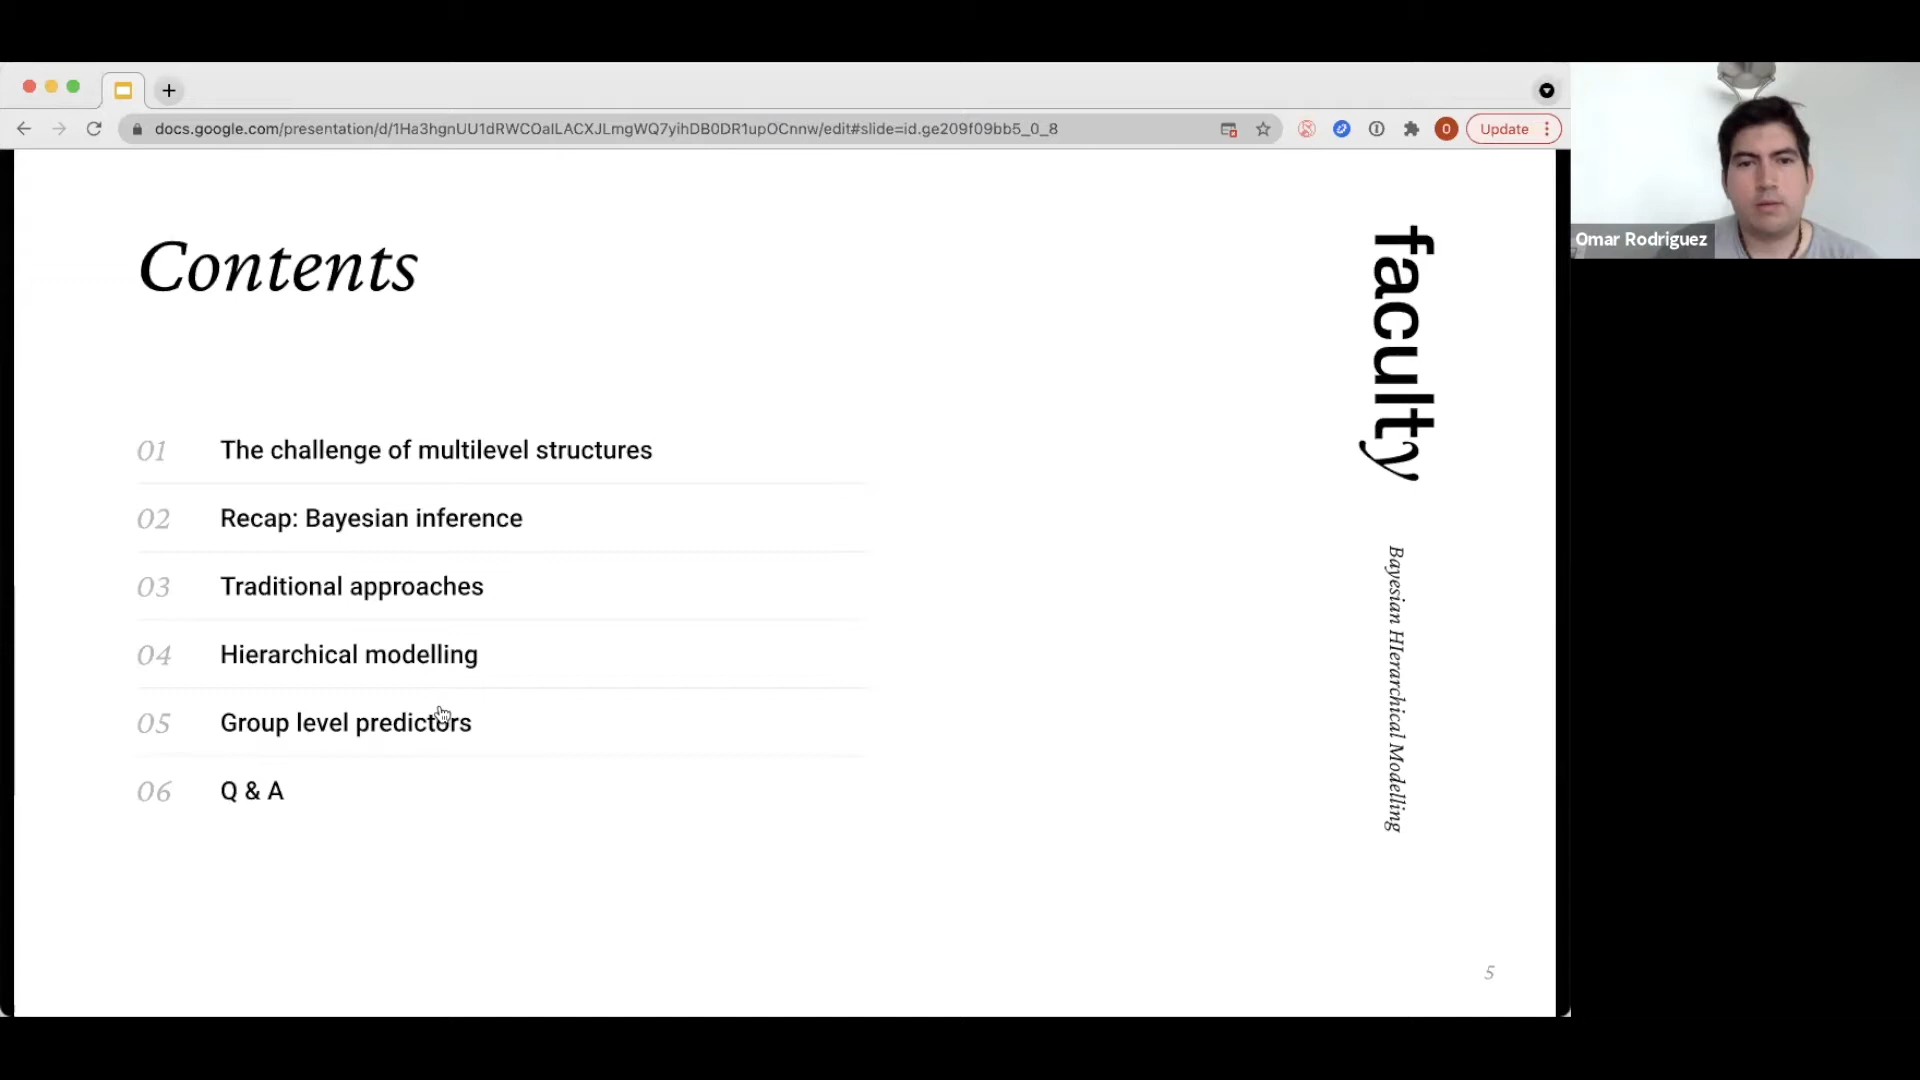 docs.google.com/presentation/d/1Ha3hgnUU1dRWCOalLACXJLmgWQ7yihDB0DR1upOCnnw/edit#slide=id.ge209f09bb5_0_8
O
Update
Omar Rodriguez
Contents
01 The challenge of multilevel structures
02 Recap: Bayesian inference
03 Traditional approaches
04 Hierarchical modelling
05 Group level predictors
06 Q & A
faculty
Bayesian HIerarchical Modelling
5